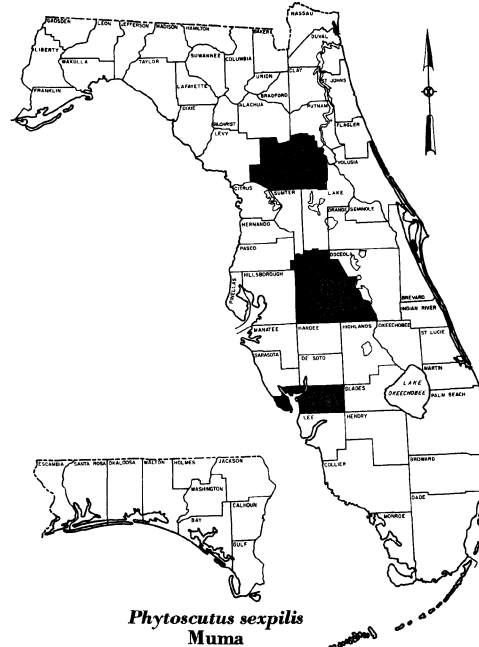 NASSAU
GADSDEN
LEON
JEFFERSON
MADISON
HAMILTON
BAKER
DUVAL
LIBERTY
WAKULLA
TAYLOR
SUWANNEE
COLUMBIA
UNION
CLAY
ST. JOHNS
FRANKLIN
LAFAYETTE
BRADFORD
DIXIE
ALACHUA
PUTNAM
GILCHRIST
FLAGLER
LEVY
VOLUSIA
CITRUS
SUMTER
LAKE
ORANGE
SEMINOLE
HERNANDO
PASCO
OSCEOLA
HILLSBOROUGH
PINELLAS
BREVARD
INDIAN RIVER
MANATEE
HARDEE
HIGHLANDS
OKEECHOBEE
ST LUCIE
SARASOTA
DE SOTO
MARTIN
GLADES
LAKE
OKEECHOBEE
PALM BEACH
LEE
HENDRY
COLLIER
BROWARD
DADE
MONROE
ESCAMBIA
SANTA ROSA
OKALOOSA
WALTON
HOLMES
JACKSON
WASHINGTON
BAY
CALHOUN
GULF
Phytoscutus sexpilis
Muma